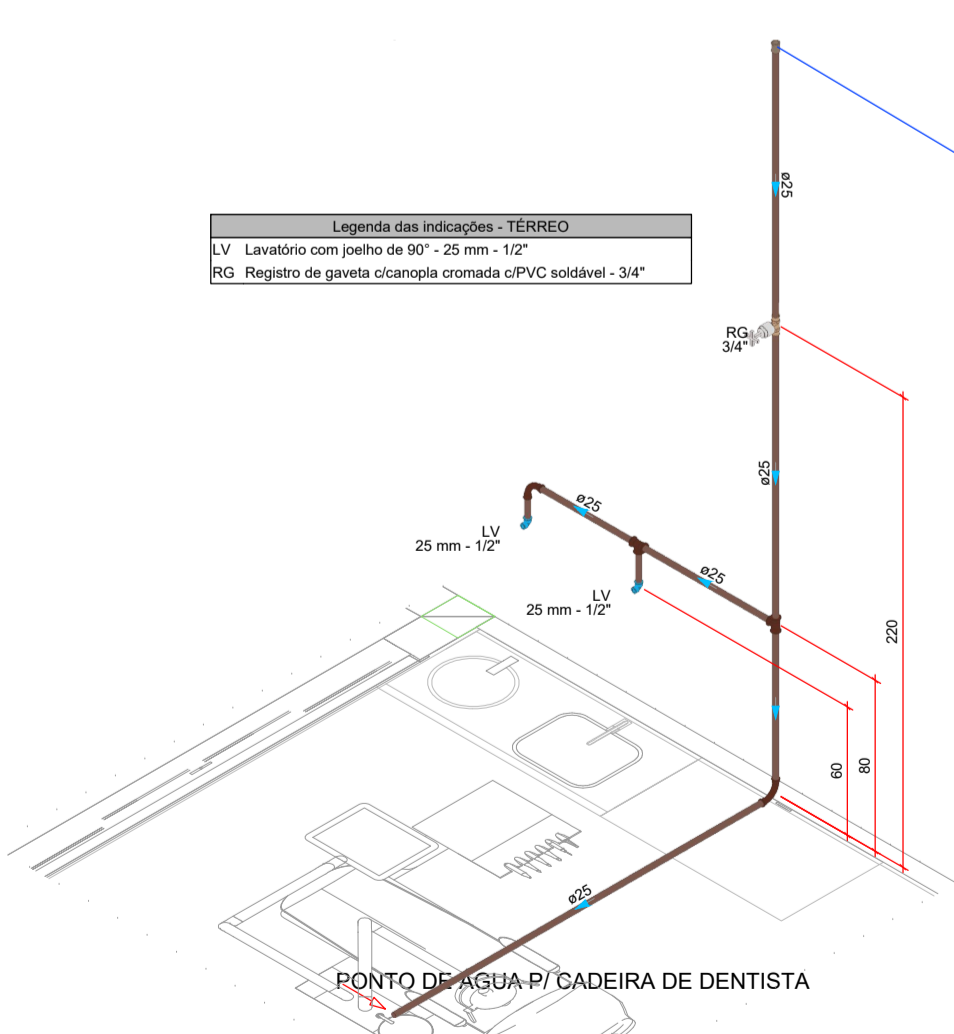 ø25
Legenda das indicações - TÉRREO
LV Lavatório com joelho de 90° - 25 mm - 1/2"
RG Registro de gaveta c/canopla cromada c/PVC soldável - 3/4"
RG
3/4"
ø25
ø25
LV
25 mm - 1/2"
ø25
LV
25 mm - 1/2"
220
60
80
ø25
PONTO DE ÁGUA P/ CADEIRA DE DENTISTA